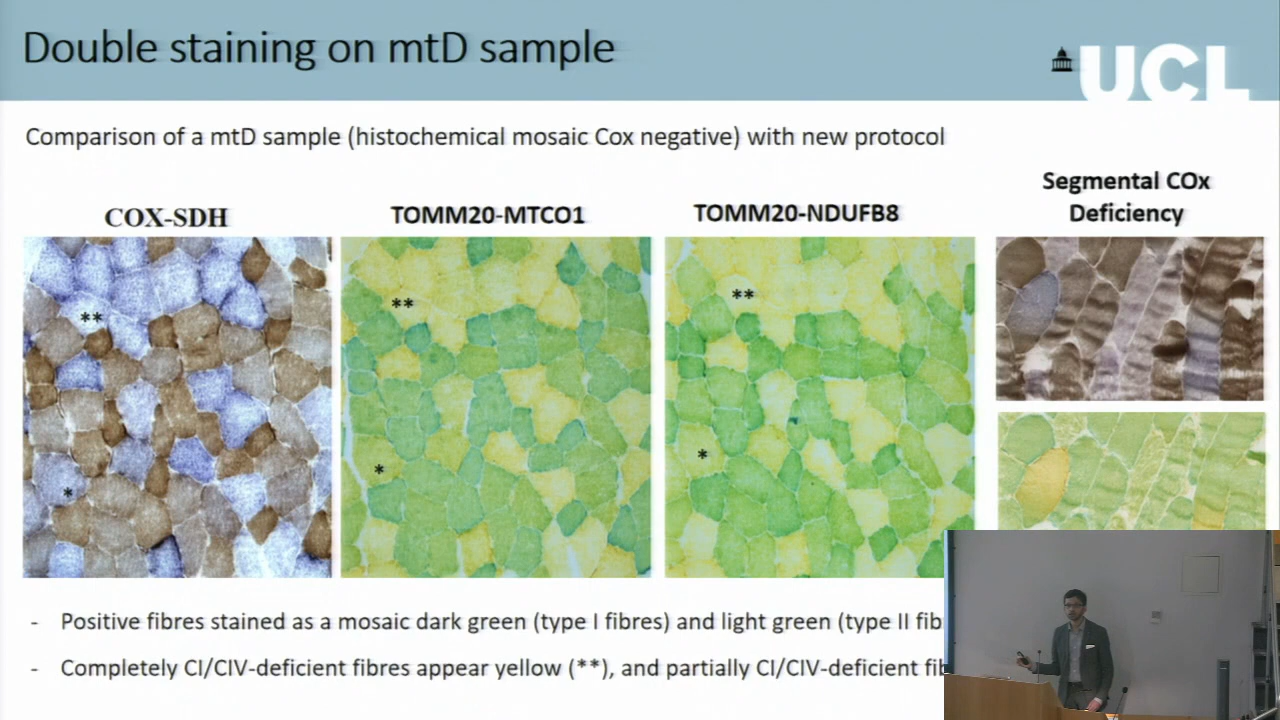 Double staining on mtD sample
UCL
Comparison of a mtD sample (histochemical mosaic Cox negative) with new protocol
COX-SDH
TOMM20-MTCO1
TOMM20-NDUFB8
Segmental COx
Deficiency
**
**
**
*
*
*
- Positive fibres stained as a mosaic dark green (type I fibres) and light green (type II fib
- Completely CI/CIV-deficient fibres appear yellow (**), and partially CI/CIV-deficient fib